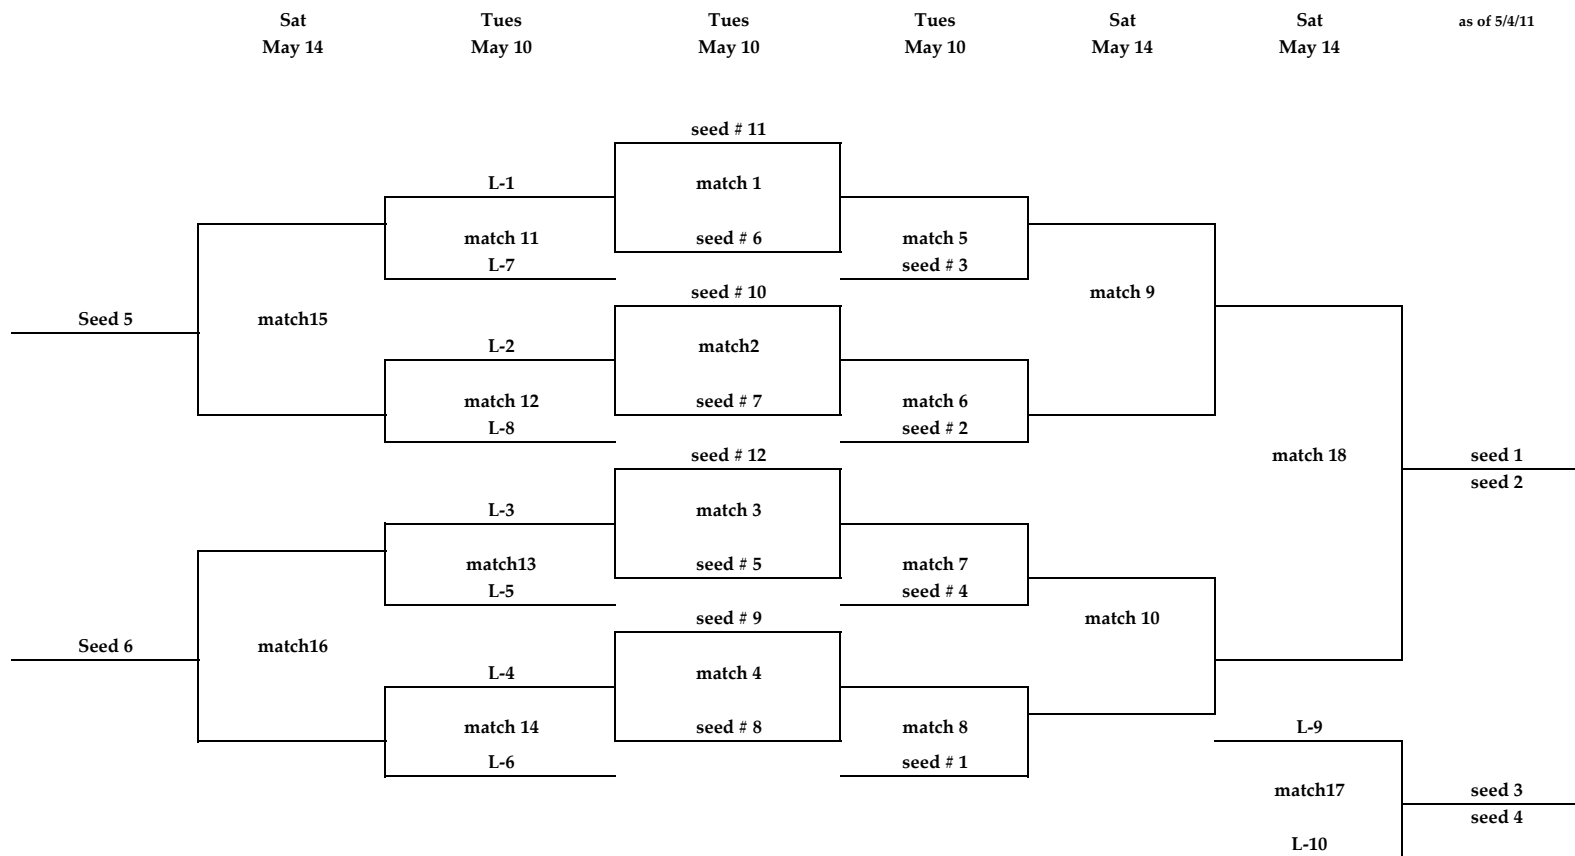 Sat Tues Tues Tues Sat Sat as of 5/4/11
May 14 May 10 May 10 May 10 May 14 May 14
seed # 11
L-1 match 1
match 11 seed # 6 match 5
L-7 seed # 3
seed # 10 match 9
Seed 5 match15
L-2 match2
match 12 seed # 7 match 6
L-8 seed # 2
seed # 12 match 18 seed 1
seed 2
L-3 match 3
match13 seed # 5 match 7
L-5 seed # 4
seed # 9 match 10
Seed 6 match16
L-4 match 4
match 14 seed # 8 match 8 L-9
L-6 seed # 1
match17 seed 3
seed 4
L-10